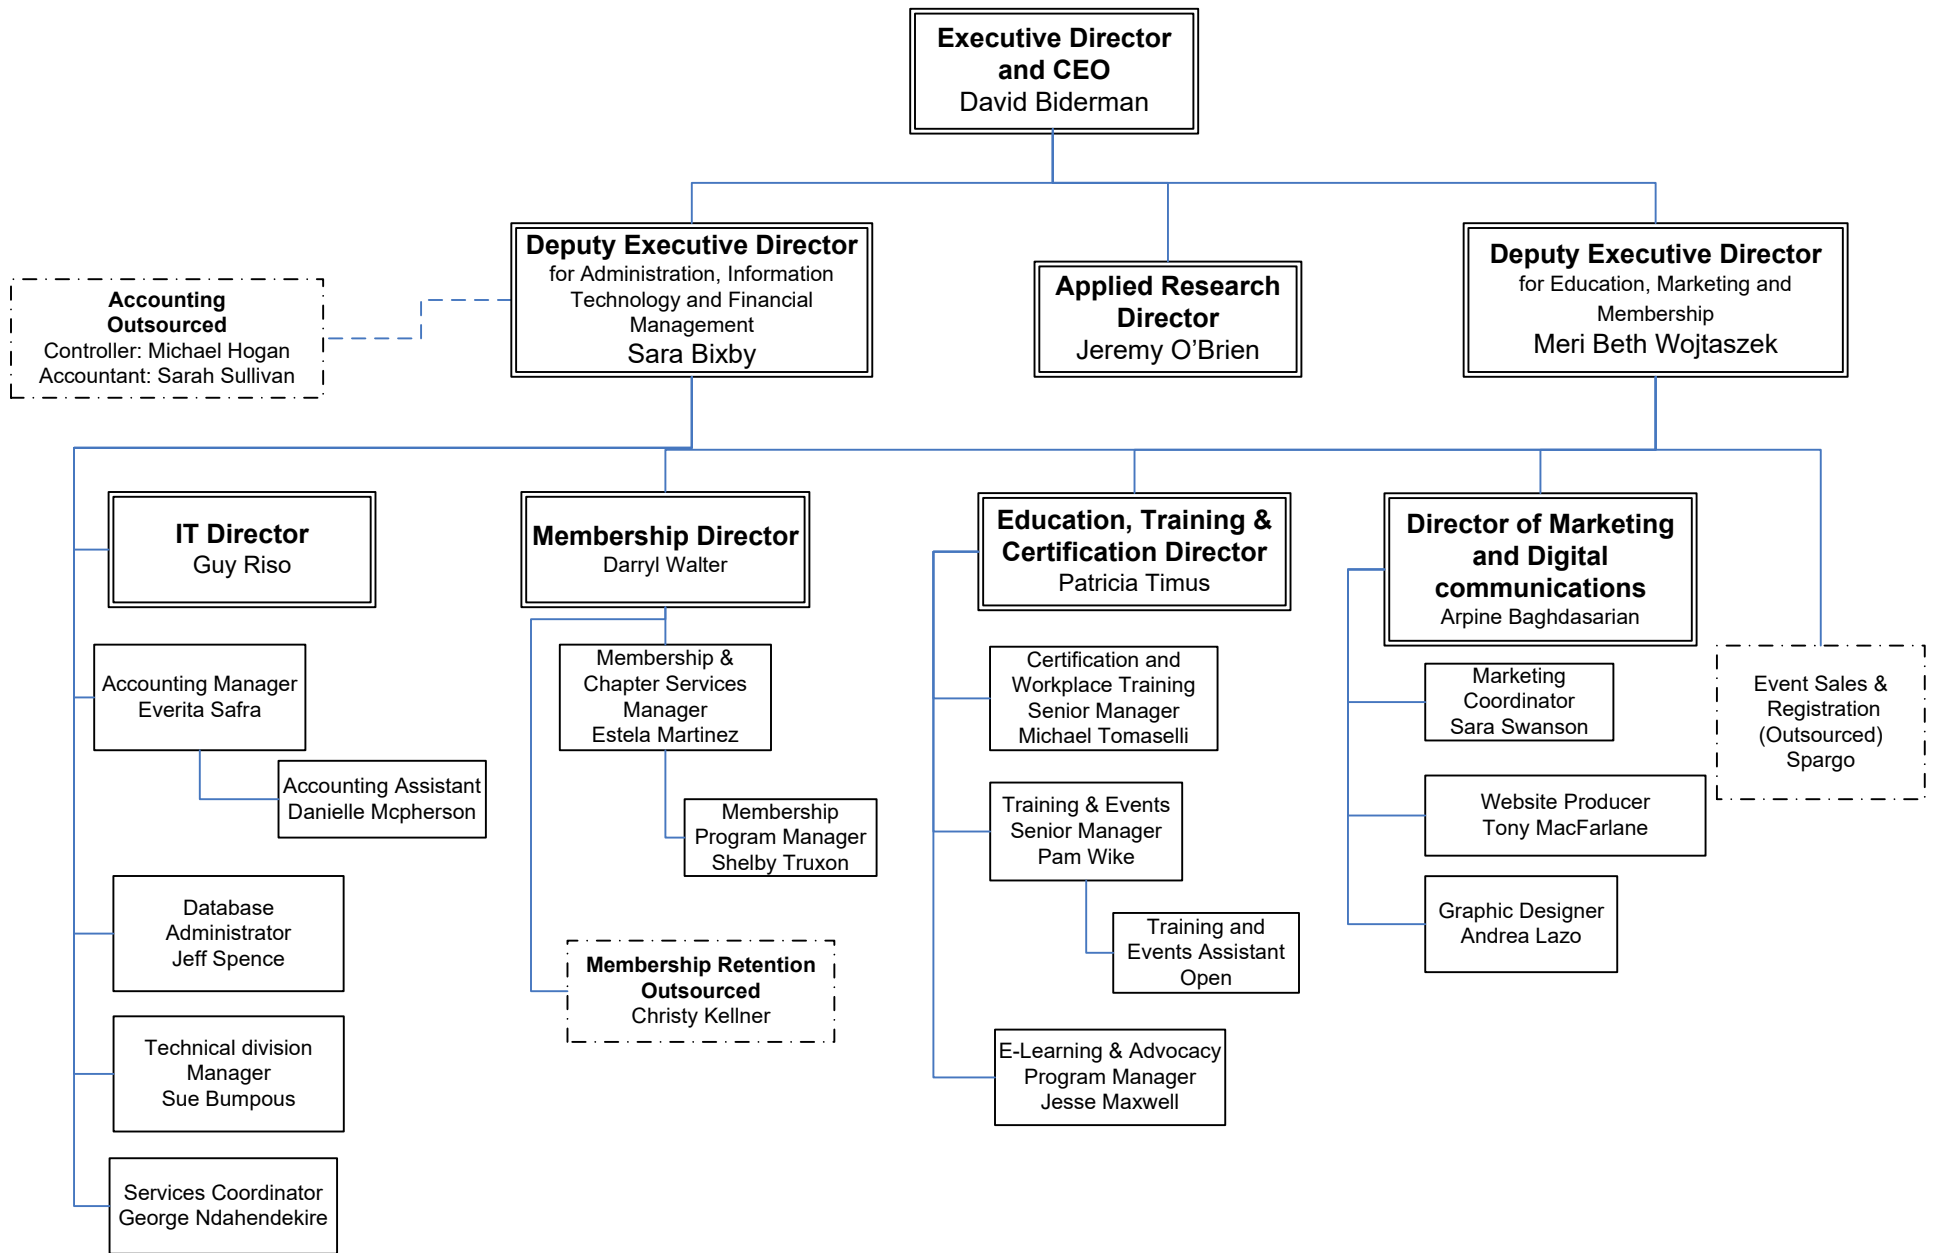 Executive Director
and CEO
David Biderman
Deputy Executive Director
for Administration, Information
Technology and Financial
Management
Sara Bixby
Applied Research
Director
Jeremy O’Brien
Deputy Executive Director
for Education, Marketing and
Membership
Meri Beth Wojtaszek
Accounting
Outsourced
Controller: Michael Hogan
Accountant: Sarah Sullivan
IT Director
Guy Riso
Accounting Manager
Everita Safra
Accounting Assistant
Danielle Mcpherson
Database
Administrator
Jeff Spence
Technical division
Manager
Sue Bumpous
Services Coordinator
George Ndahendekire
Membership Director
Darryl Walter
Membership &
Chapter Services
Manager
Estela Martinez
Membership
Program Manager
Shelby Truxon
Membership Retention
Outsourced
Christy Kellner
Education, Training &
Certification Director
Patricia Timus
Certification and
Workplace Training
Senior Manager
Michael Tomaselli
Training & Events
Senior Manager
Pam Wike
Training and
Events Assistant
Open
E-Learning & Advocacy
Program Manager
Jesse Maxwell
Director of Marketing
and Digital
communications
Arpine Baghdasarian
Marketing
Coordinator
Sara Swanson
Website Producer
Tony MacFarlane
Graphic Designer
Andrea Lazo
Event Sales &
Registration
(Outsourced)
Spargo